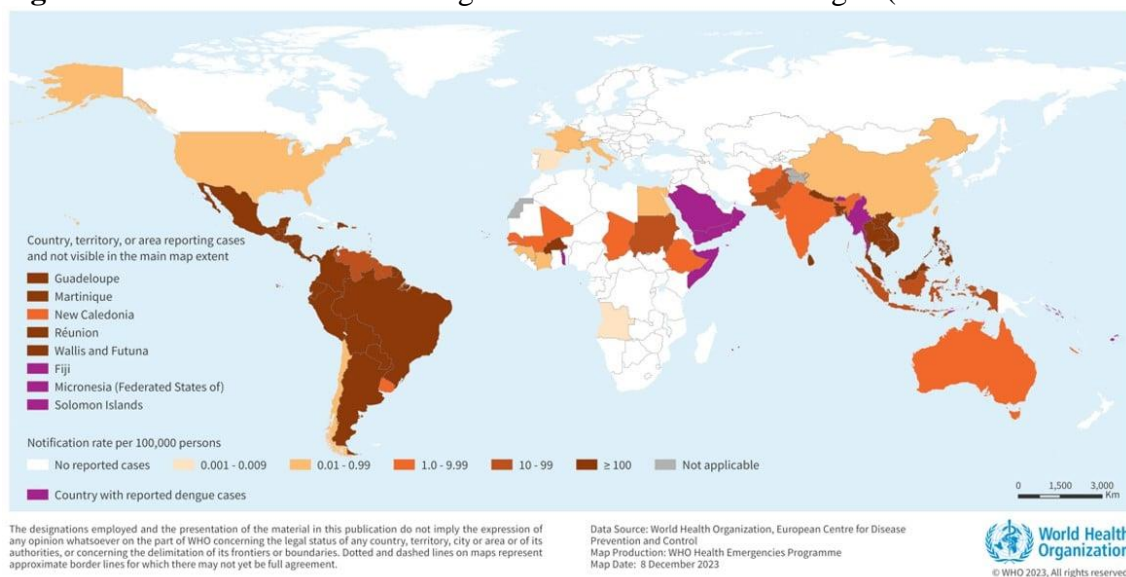 Country, territory, or area reporting cases
and not visible in the main map extent
Guadeloupe
Martinique
New Caledonia
Réunion
Wallis and Futuna
Fiji
Micronesia (Federated States of)
Solomon Islands
Notification rate per 100,000 persons
No reported cases 0.001 - 0.009 0.01 - 0.99 1.0 - 9.99 10 - 99 ≥ 100 Not applicable
Country with reported dengue cases
0 1,500 3,000
Km
The designations employed and the presentation of the material in this publication do not imply the expression of
any opinion whatsoever on the part of WHO concerning the legal status of any country, territory, city or area or of its
authorities, or concerning the delimitation of its frontiers or boundaries. Dotted and dashed lines on maps represent
approximate border lines for which there may not yet be full agreement.
Data Source: World Health Organization, European Centre for Disease
Prevention and Control
Map Production: WHO Health Emergencies Programme
Map Date: 8 December 2023
World Health
Organization
© WHO 2023, All rights reserved